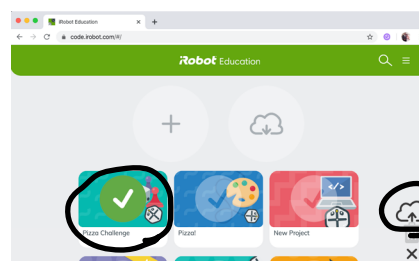 iRobot Education
code.irobot.com/#/
iRobot Education
Pizza Challenge
Pizza!
New Project